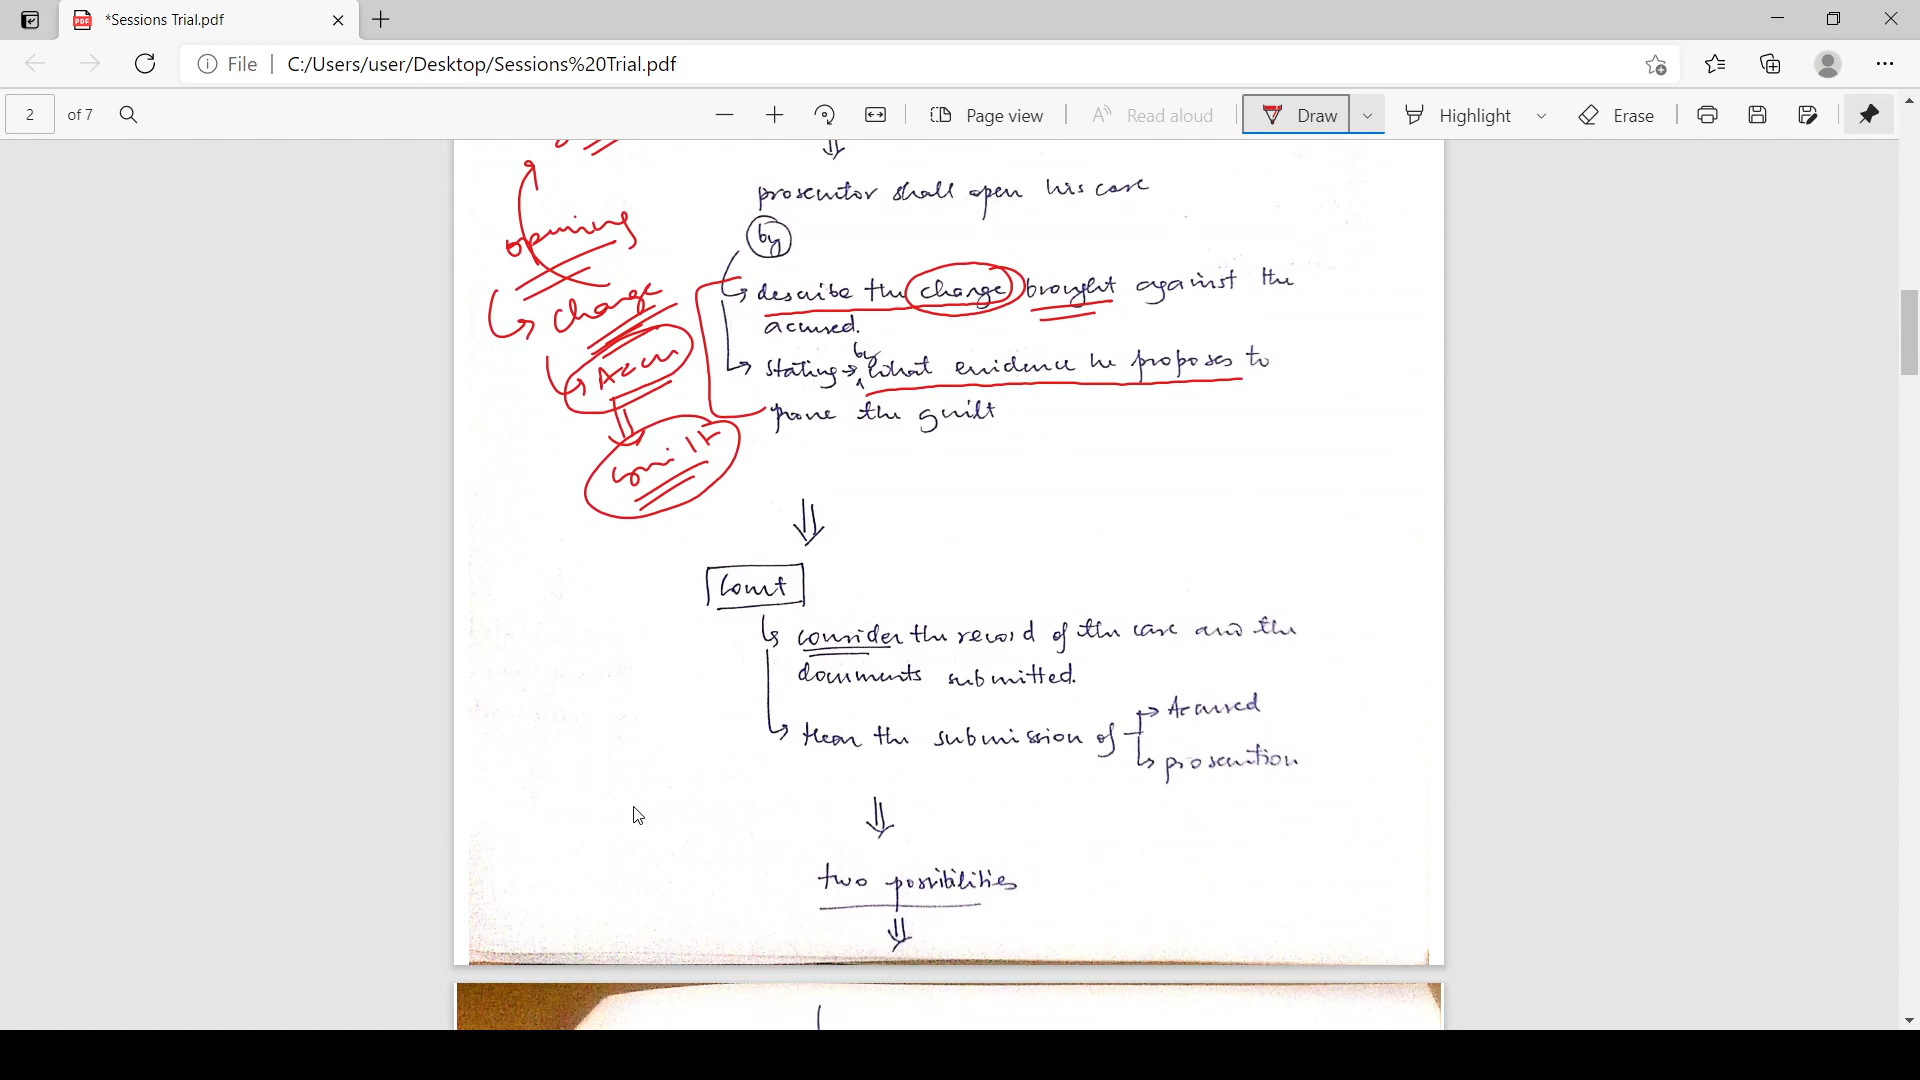 *Sessions Trial.pdf
File | C:/Users/user/Desktop/Sessions%20Trial.pdf
2 of 7 Page view Read aloud Draw Highlight Erase
prosecutor shall open his case
by
opening
describe the charge brought against the
accused.
charge
Accu
by
Stating → What evidence he proposes to
prove the guilt
Guilt
Court
consider the record of the case and the
documents submitted.
Hear the submission of
Accused
prosecution
two possibilities